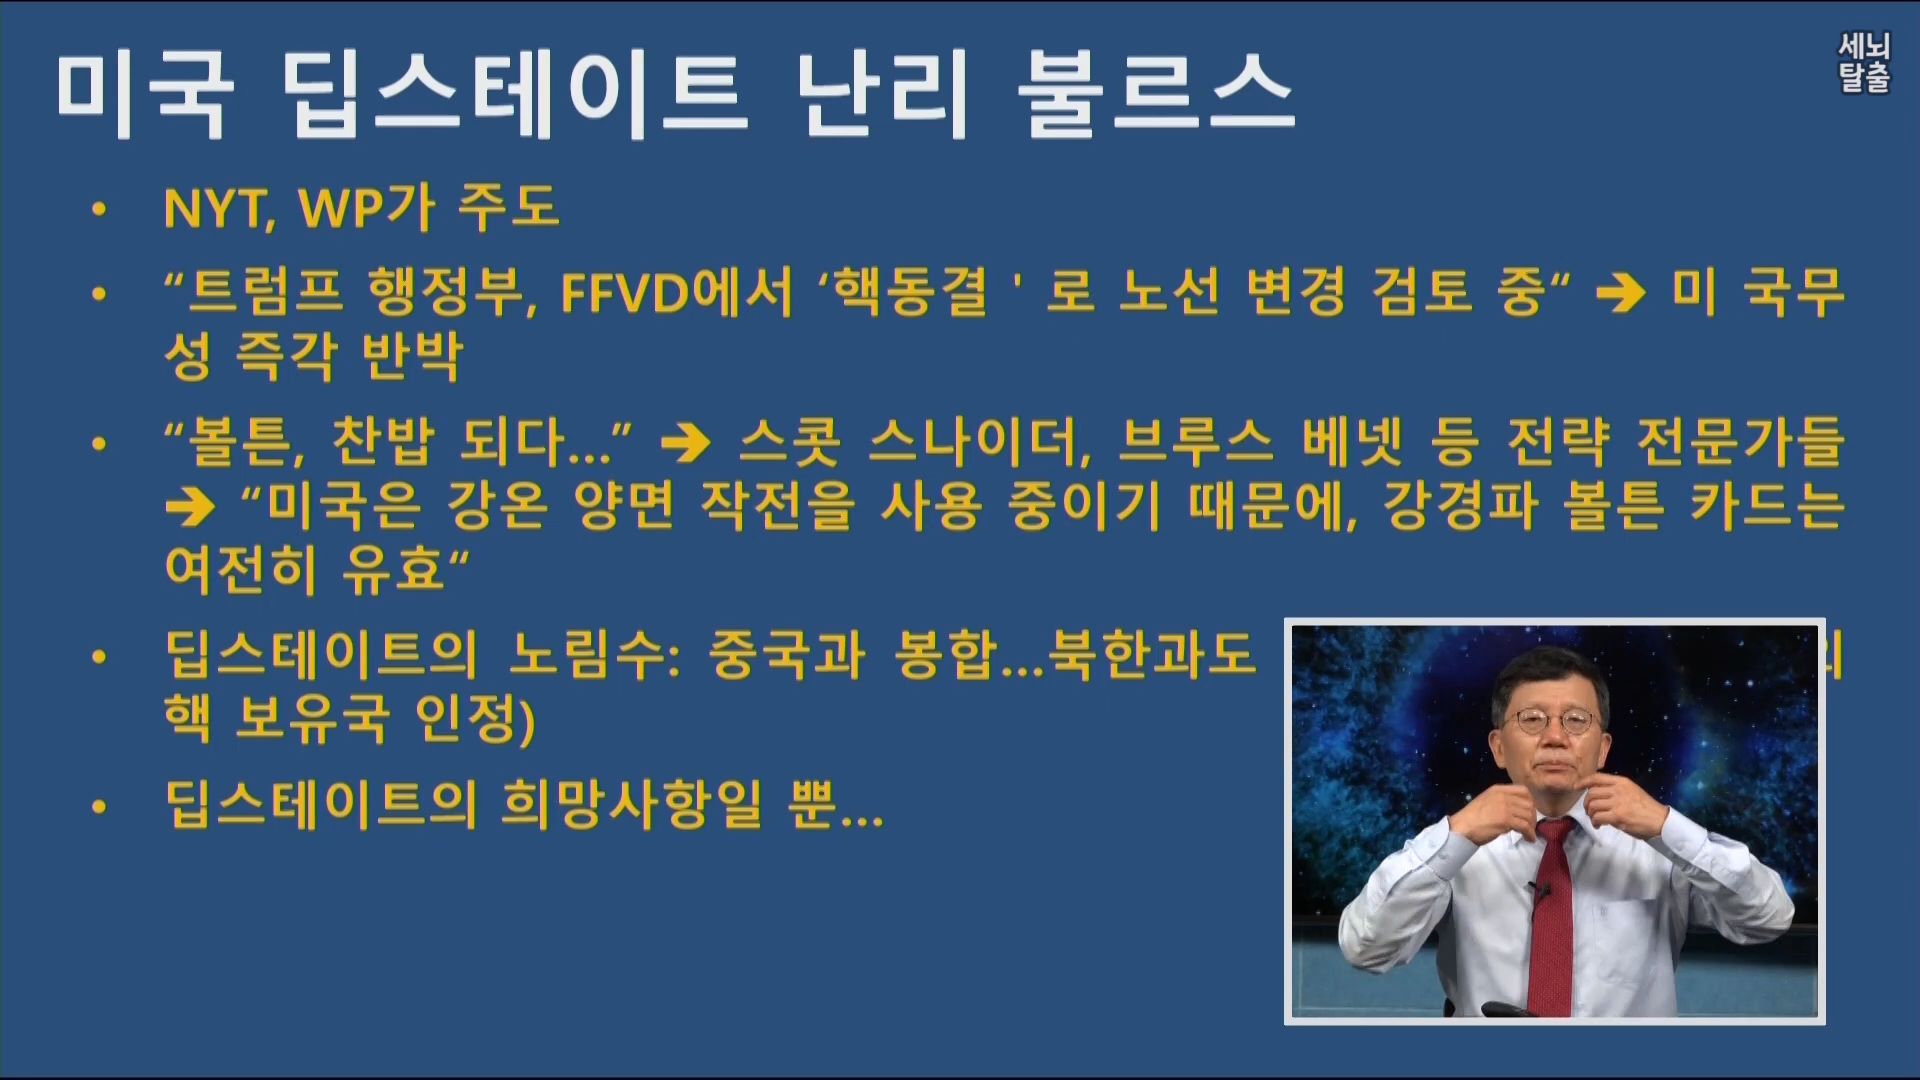 미국 딥스테이트 난리 불르스
세뇌
탈출
• NYT, WP가 주도
• “트럼프 행정부, FFVD에서 ‘핵동결 ' 로 노선 변경 검토 중“ ➔ 미 국무
성 즉각 반박
• “볼튼, 찬밥 되다...” ➔ 스콧 스나이더, 브루스 베넷 등 전략 전문가들
➔ “미국은 강온 양면 작전을 사용 중이기 때문에, 강경파 볼튼 카드는
여전히 유효“
• 딥스테이트의 노림수: 중국과 봉합...북한과도
핵 보유국 인정)
• 딥스테이트의 희망사항일 뿐...